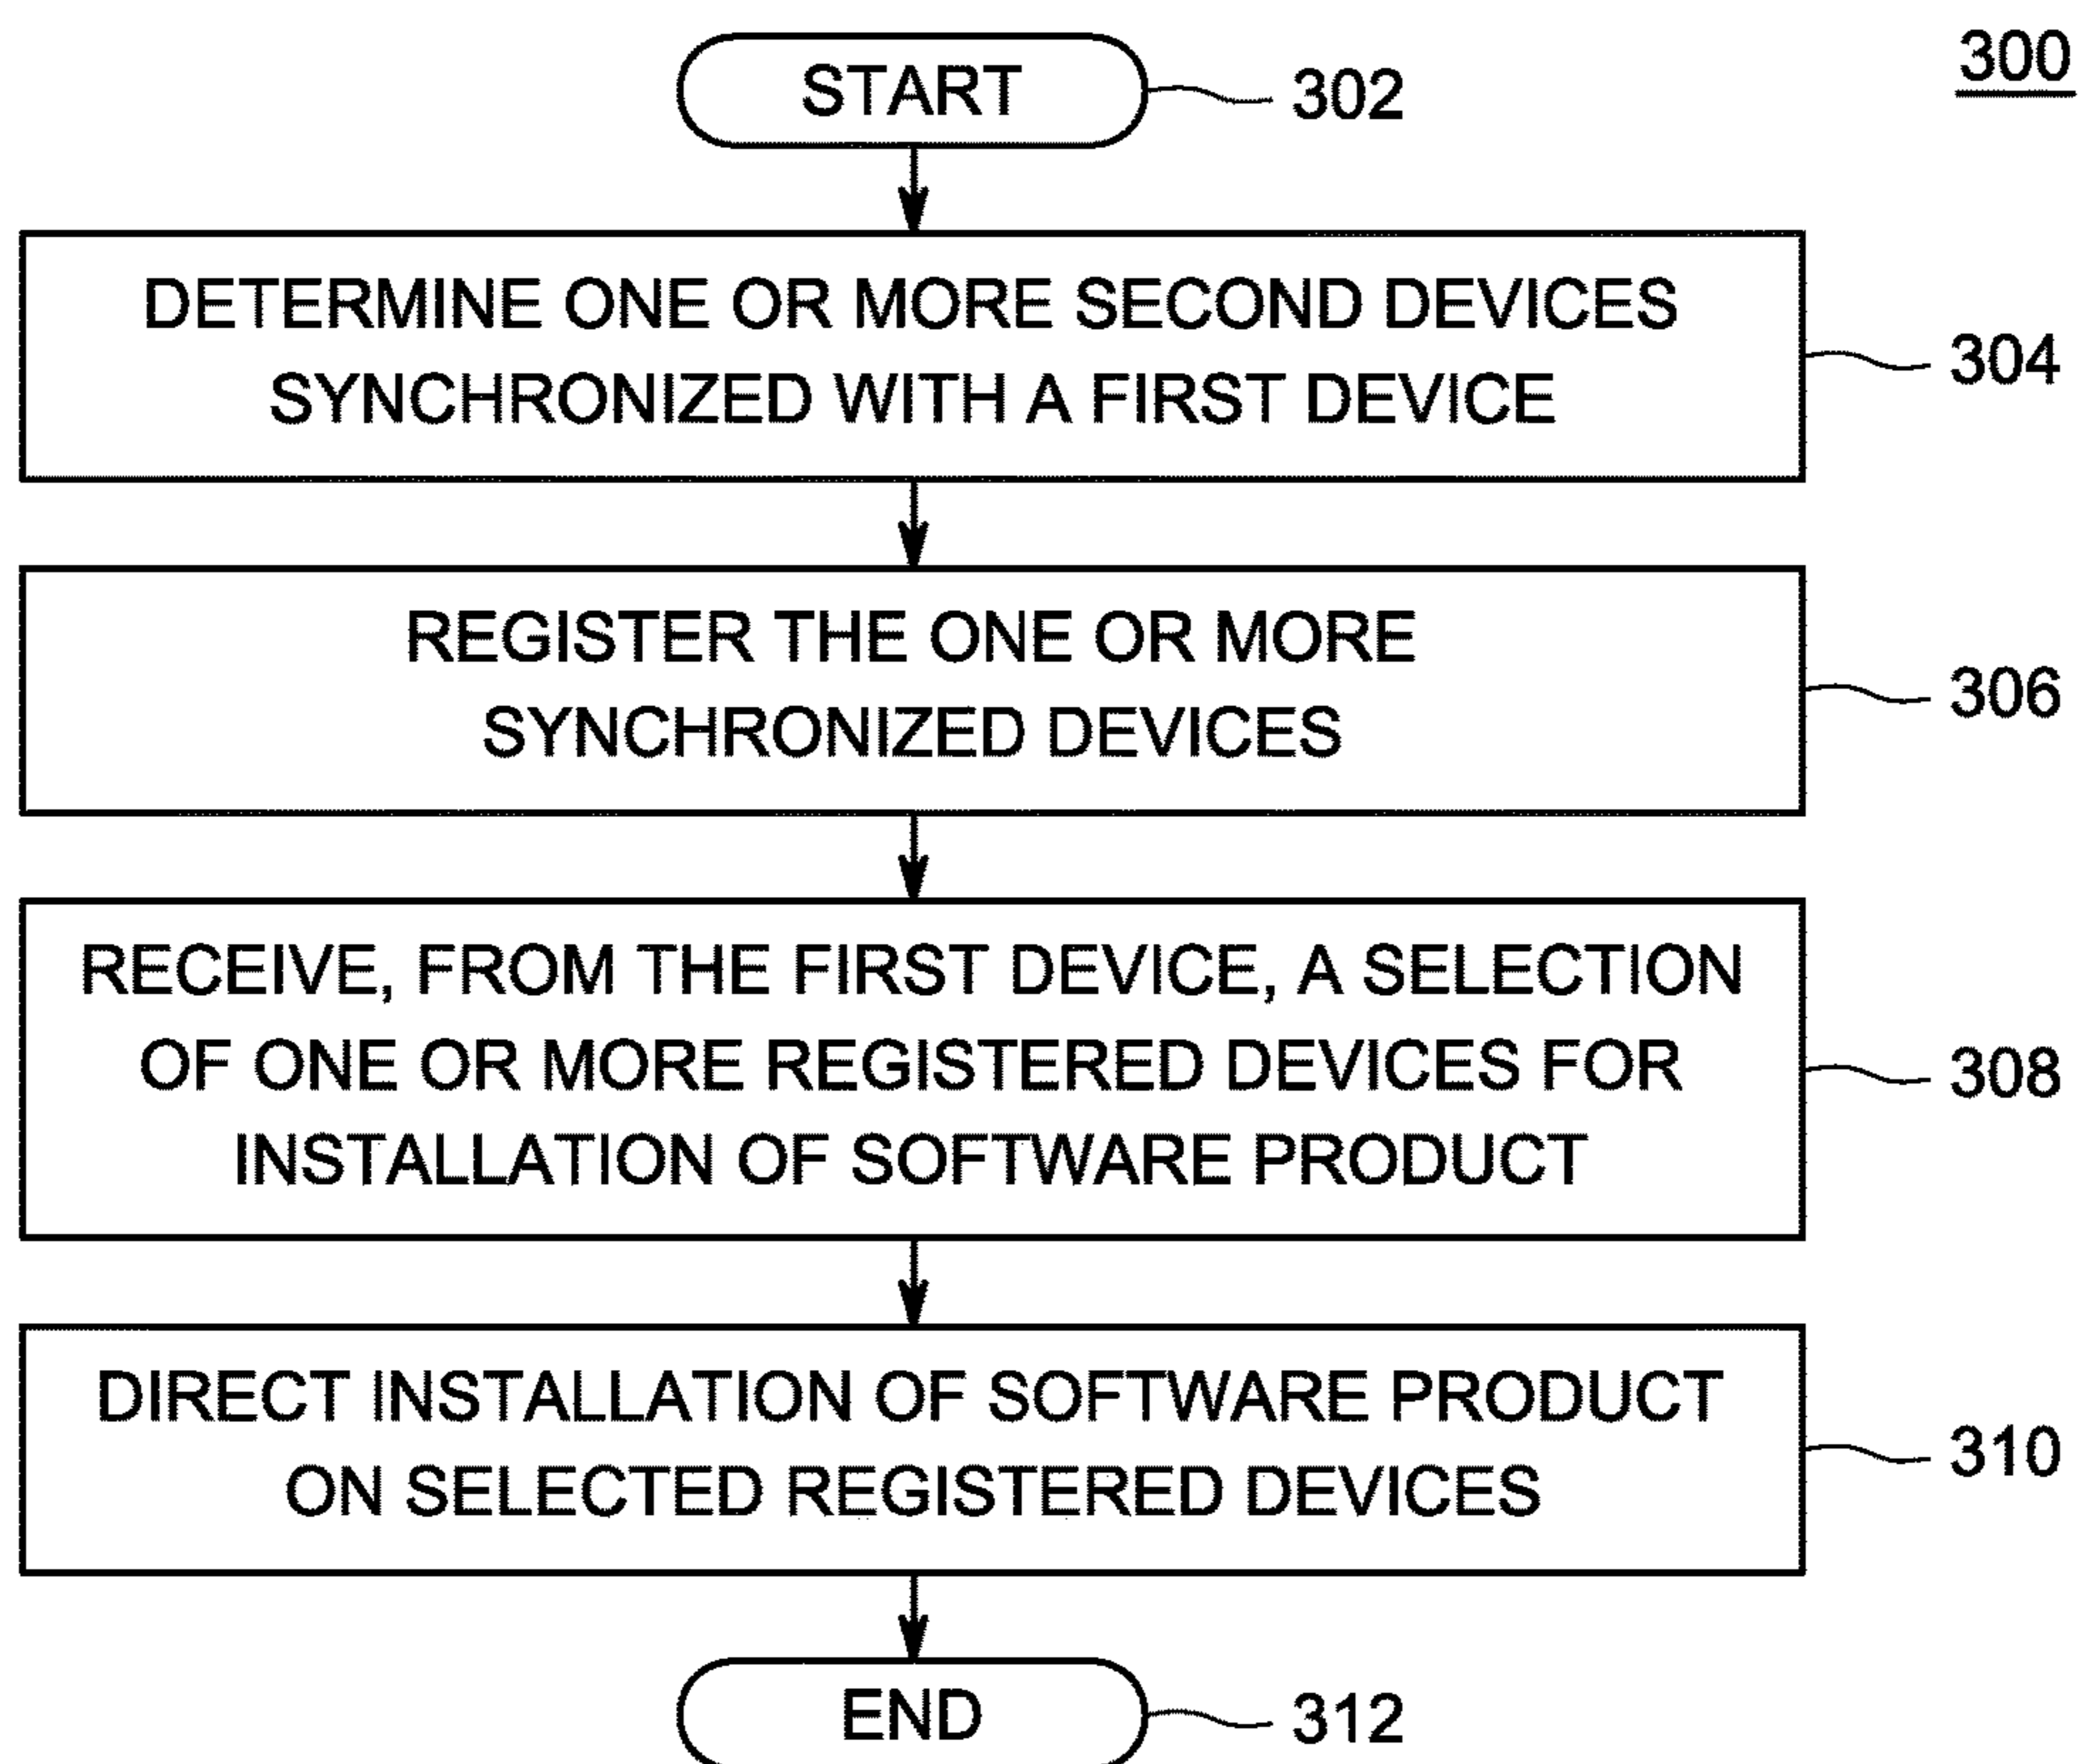 300
START
302
DETERMINE ONE OR MORE SECOND DEVICES
SYNCHRONIZED WITH A FIRST DEVICE
304
REGISTER THE ONE OR MORE
SYNCHRONIZED DEVICES
306
RECEIVE, FROM THE FIRST DEVICE, A SELECTION
OF ONE OR MORE REGISTERED DEVICES FOR
INSTALLATION OF SOFTWARE PRODUCT
308
DIRECT INSTALLATION OF SOFTWARE PRODUCT
ON SELECTED REGISTERED DEVICES
310
END
312